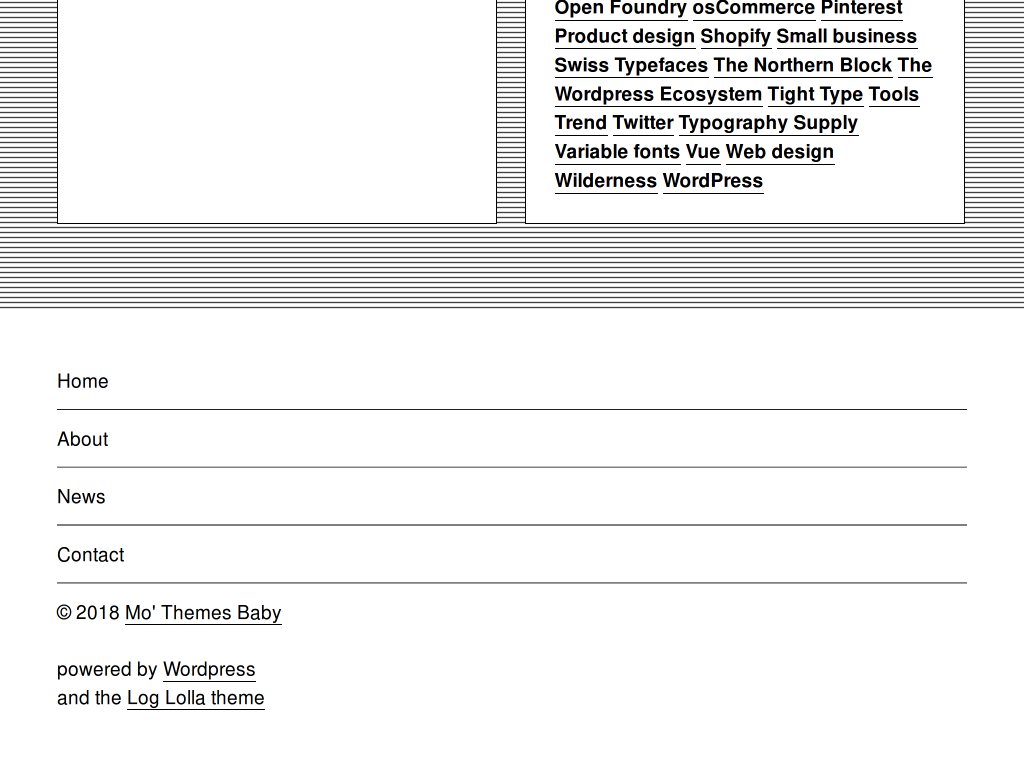 Open Foundry osCommerce Pinterest
Product design Shopify Small business
Swiss Typefaces The Northern Block The
Wordpress Ecosystem Tight Type Tools
Trend Twitter Typography Supply
Variable fonts Vue Web design
Wilderness WordPress
Home
About
News
Contact
© 2018 Mo' Themes Baby
powered by Wordpress
and the Log Lolla theme